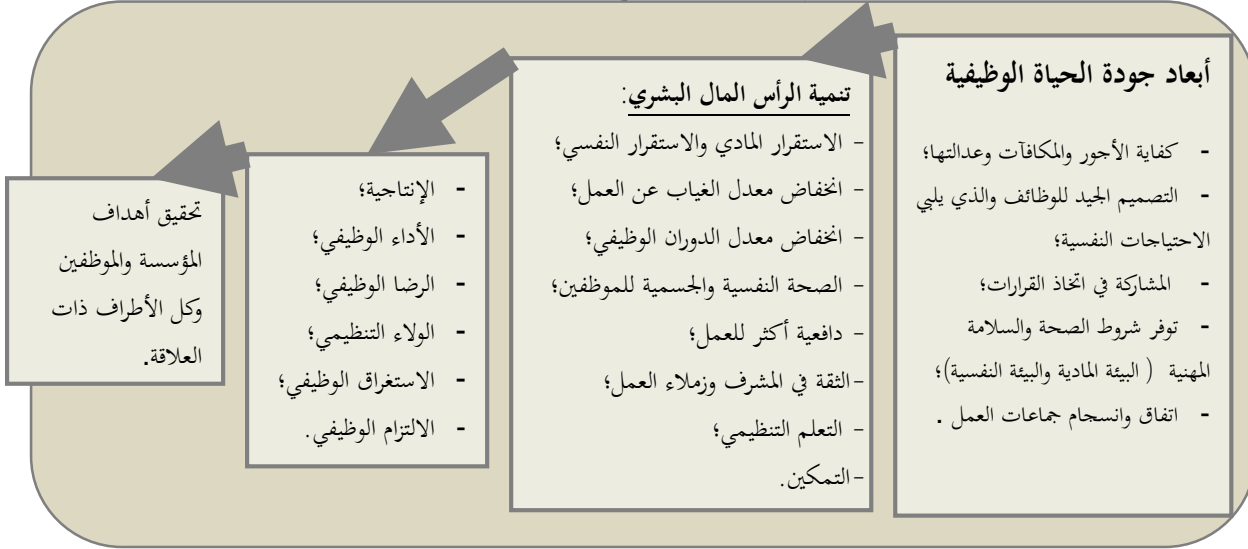 أبعاد جودة الحياة الوظيفية
- كفاية الأجور والمكافآت وعدالتها؛
- التصميم الجيد للوظائف والذي يلبي
الاحتياجات النفسية؛
- المشاركة في اتخاذ القرارات؛
- توفر شروط الصحة والسلامة
المهنية ( البيئة المادية والبيئة النفسية)؛
- اتفاق وانسجام جماعات العمل .
تنمية الرأس المال البشري:
- الاستقرار المادي والاستقرار النفسي؛
- انخفاض معدل الغياب عن العمل؛
- انخفاض معدل الدوران الوظيفي؛
- الصحة النفسية والجسمية للموظفين؛
- دافعية أكثر للعمل؛
-الثقة في المشرف وزملاء العمل؛
- التعلم التنظيمي؛
-التمكين.
- الإنتاجية؛
- الأداء الوظيفي؛
- الرضا الوظيفي؛
- الولاء التنظيمي؛
- الاستغراق الوظيفي؛
- الالتزام الوظيفي.
تحقيق أهداف
المؤسسة والموظفين
وكل الأطراف ذات
العلاقة.